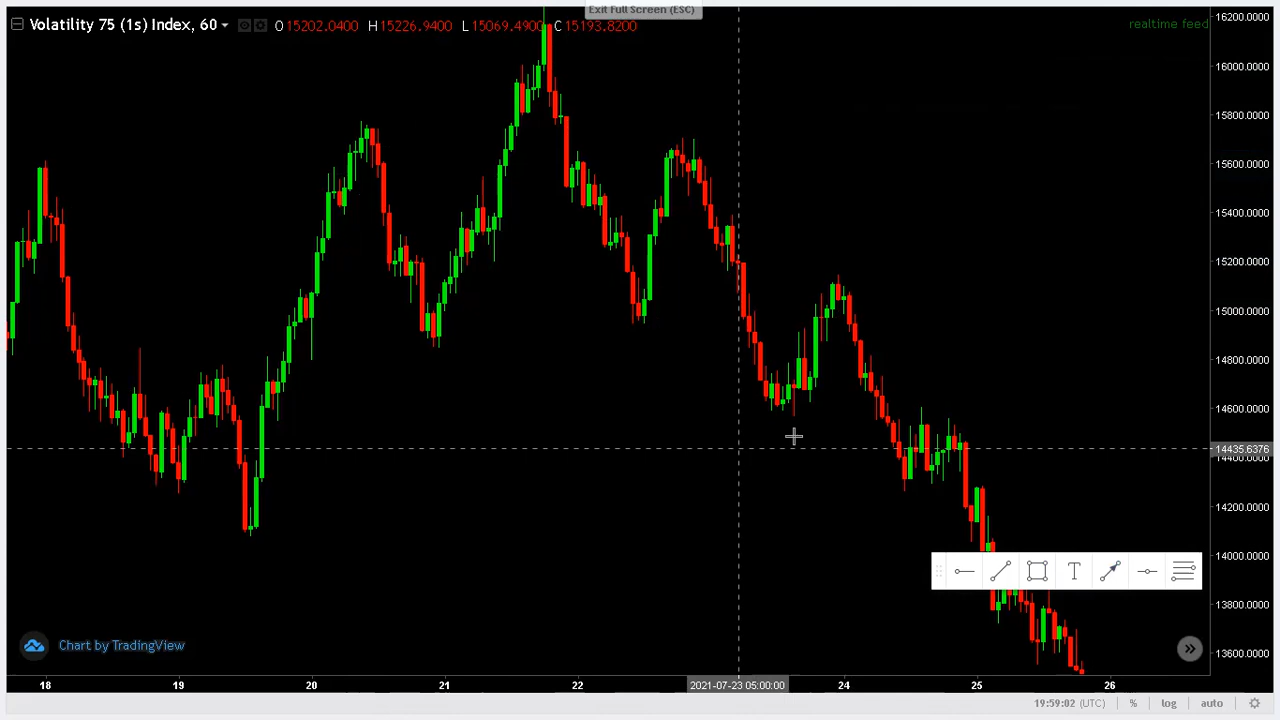 Exit Full Screen (ESC)
Volatility 75 (1s) Index, 60
O 15202.0400 H 15226.9400 L 15069.4900 C 15193.8200
realtime feed
16200.0000
16000.0000
15800.0000
15600.0000
15400.0000
15200.0000
15000.0000
14800.0000
14600.0000
14435.6376
14400.0000
14200.0000
14000.0000
13800.0000
13600.0000
T
Chart by TradingView
18 19 20 21 22 2021-07-23 05:00:00 24 25 26
19:59:02 (UTC) % log auto